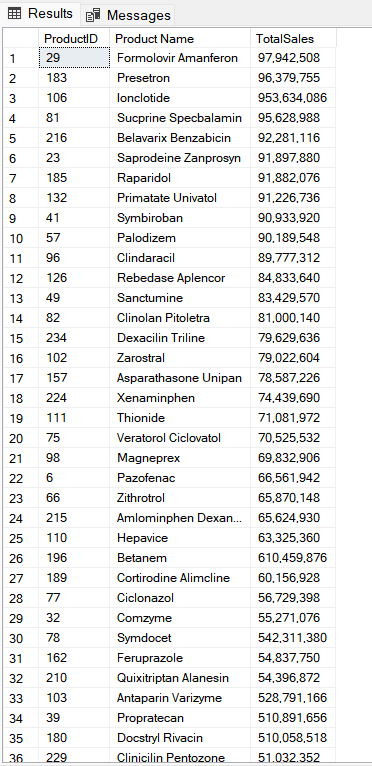 Results Messages
ProductID Product Name TotalSales
1 29 Formolovir Amanferon 97,942,508
2 183 Presetron 96,379,755
3 106 Ionclotide 953,634,086
4 81 Sucprine Specbalamin 95,628,988
5 216 Belavarix Benzabicin 92,281,116
6 23 Saprodeine Zanprosyn 91,897,880
7 185 Raparidol 91,882,076
8 132 Primatate Univatol 91,226,736
9 41 Symbiroban 90,933,920
10 57 Palodizem 90,189,548
11 96 Clindaracil 89,777,312
12 126 Rebedase Aplencor 84,833,640
13 49 Sanctumine 83,429,570
14 82 Clinolan Pitoletra 81,000,140
15 234 Dexacilin Triline 79,629,636
16 102 Zarostral 79,022,604
17 157 Asparathasone Unipan 78,587,226
18 224 Xenaminphen 74,439,690
19 111 Thionide 71,081,972
20 75 Veratorol Ciclovatol 70,525,532
21 98 Magneprex 69,832,906
22 6 Pazofenac 66,561,942
23 66 Zithrotrol 65,870,148
24 215 Amlominphen Dexan... 65,624,930
25 110 Hepavice 63,325,360
26 196 Betanem 610,459,876
27 189 Cortirodine Alimcline 60,156,928
28 77 Ciclonazol 56,729,398
29 32 Comzyme 55,271,076
30 78 Symdocet 542,311,380
31 162 Feruprazole 54,837,750
32 210 Quixitriptan Alanesin 54,396,872
33 103 Antaparin Varizyme 528,791,166
34 39 Propratecan 510,891,656
35 180 Docstryl Rivacin 510,058,518
36 229 Clinicilin Pentozone 51,032,352